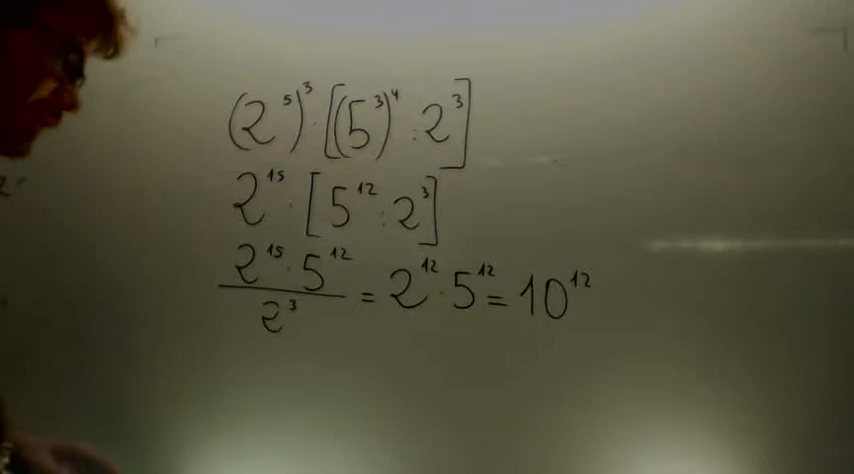 (2⁵)³ · [(5³)⁴ : 2³]
2¹⁵ · [5¹² : 2³]
2¹⁵ · 5¹² / 2³ = 2¹² · 5¹² = 10¹²